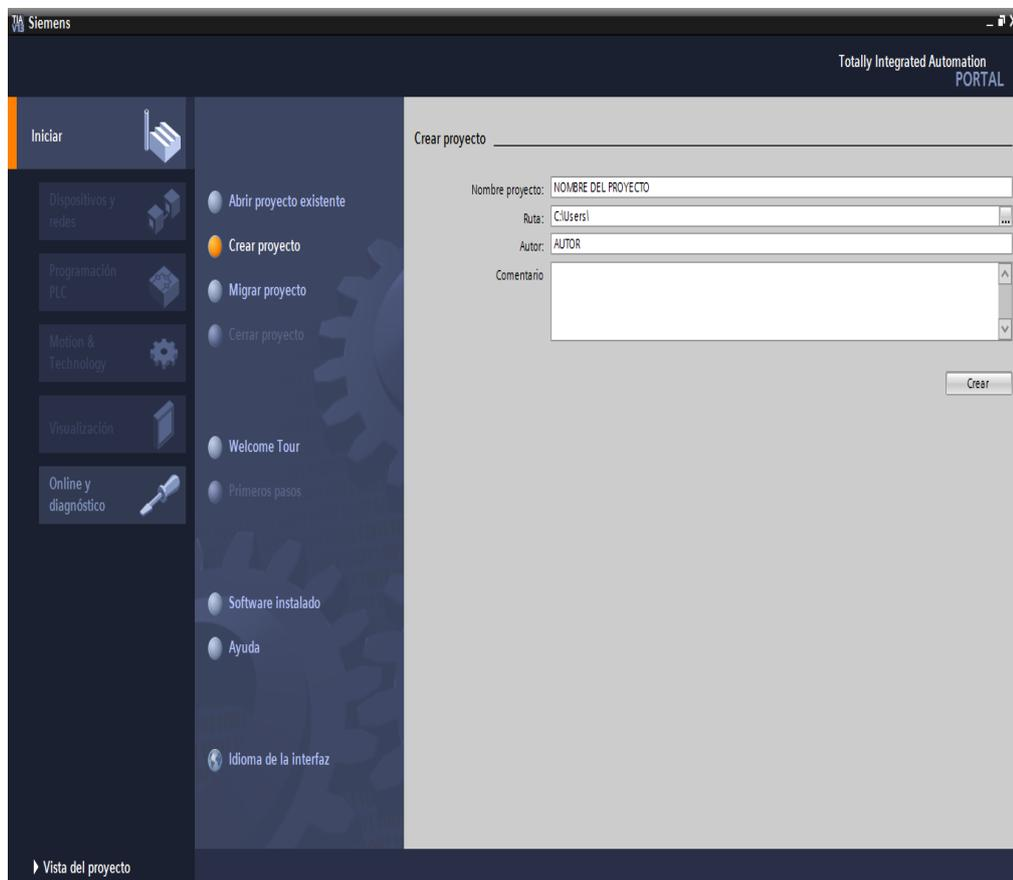 TIA
V13
Siemens
Totally Integrated Automation
PORTAL
Iniciar
Dispositivos y
redes
Programación
PLC
Motion &
Technology
Visualización
Online y
diagnóstico
Abrir proyecto existente
Crear proyecto
Migrar proyecto
Cerrar proyecto
Welcome Tour
Primeros pasos
Software instalado
Ayuda
Idioma de la interfaz
Crear proyecto
Nombre proyecto: NOMBRE DEL PROYECTO
Ruta: C:\Users\ ...
Autor: AUTOR
Comentario
Crear
Vista del proyecto